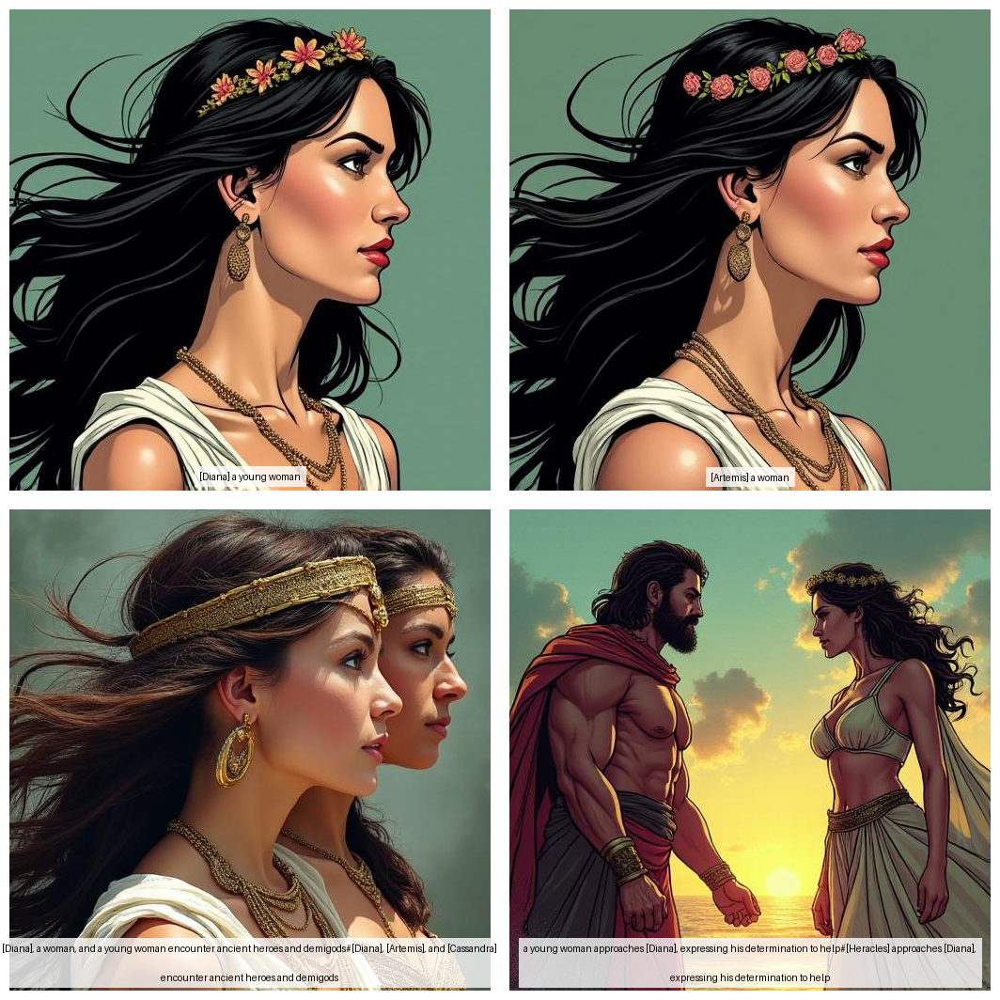 [Diana] a young woman
[Artemis] a woman
[Diana], a woman, and a young woman encounter ancient heroes and demigods#[Diana], [Artemis], and [Cassandra]
encounter ancient heroes and demigods
a young woman approaches [Diana], expressing his determination to help#[Heracles] approaches [Diana],
expressing his determination to help